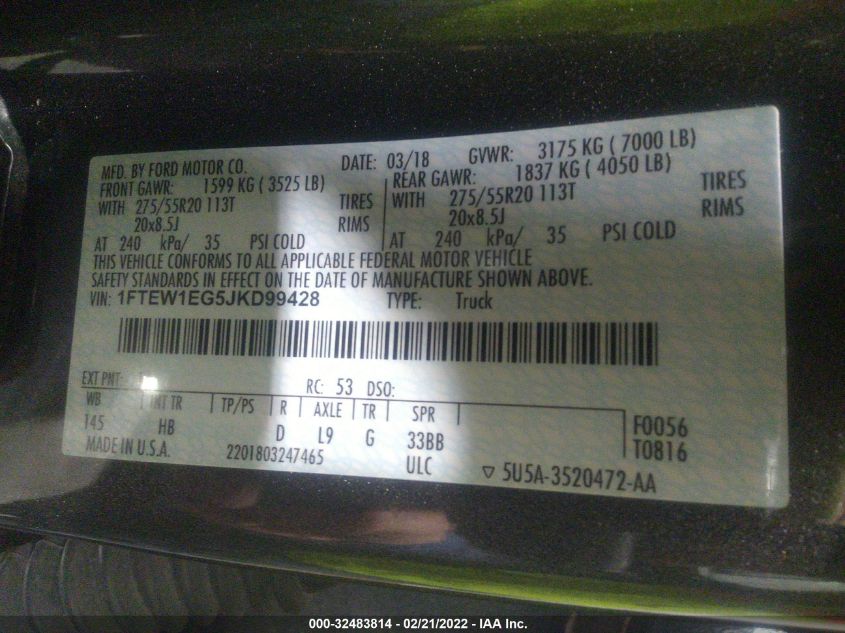 MFD. BY FORD MOTOR CO. DATE: 03/18 GVWR: 3175 KG ( 7000 LB)
FRONT GAWR: 1599 KG ( 3525 LB) REAR GAWR: 1837 KG ( 4050 LB)
WITH 275/55R20 113T TIRES WITH 275/55R20 113T TIRES
20x8.5J RIMS 20x8.5J RIMS
AT 240 kPa/ 35 PSI COLD AT 240 kPa/ 35 PSI COLD
THIS VEHICLE CONFORMS TO ALL APPLICABLE FEDERAL MOTOR VEHICLE
SAFETY STANDARDS IN EFFECT ON THE DATE OF MANUFACTURE SHOWN ABOVE.
VIN: 1FTEW1EG5JKD99428 TYPE: Truck
EXT PNT: RC: 53 DSO:
WB INT TR TP/PS R AXLE TR SPR F0056
145 HB D L9 G 33BB T0816
MADE IN U.S.A. 2201803247465 ULC ▽ 5U5A-3520472-AA
000-32483814 - 02/21/2022 - IAA Inc.